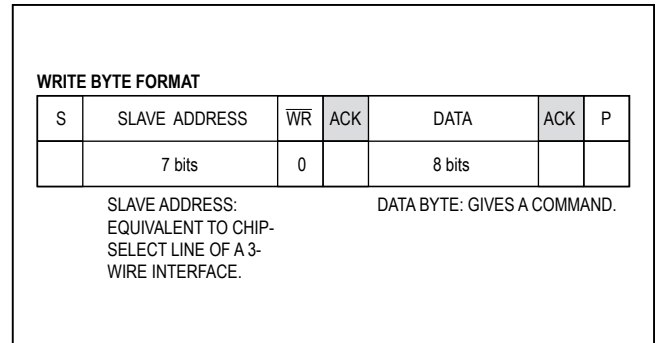 WRITE BYTE FORMAT
S SLAVE ADDRESS WR ACK DATA ACK P
7 bits 0 8 bits
SLAVE ADDRESS: DATA BYTE: GIVES A COMMAND.
EQUIVALENT TO CHIP-
SELECT LINE OF A 3-
WIRE INTERFACE.